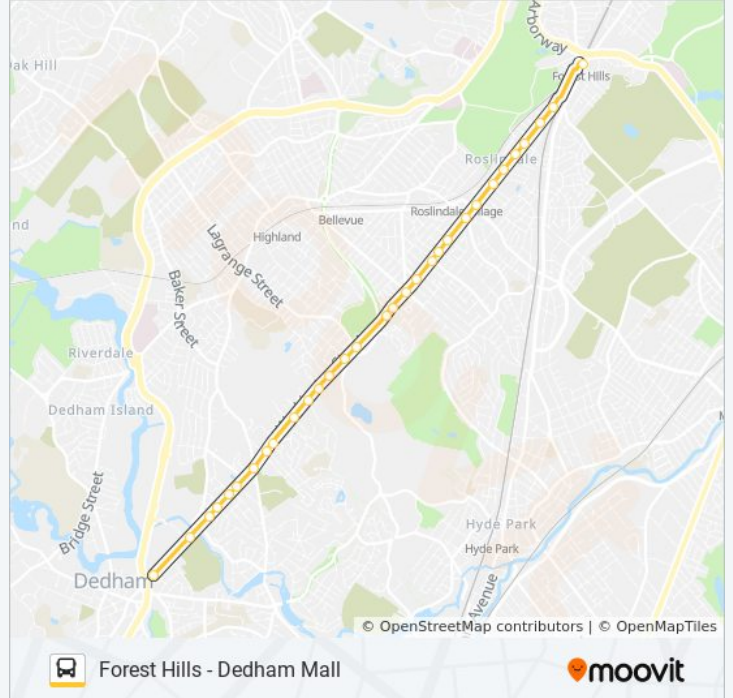 Arborway
Oak Hill
Forest Hills
Roslindale
nd
Bellevue
Roslindale Village
Highland
Lagrange Street
Baker Street
Riverdale
Dedham Island
Bridge Street
Hyde Park
Hyde Park
Dedham
Avenue
© OpenStreetMap contributors | © OpenMapTiles
Forest Hills - Dedham Mall
moovit